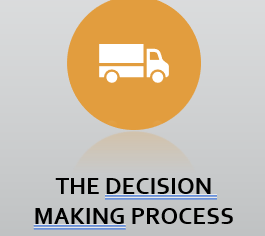 THE DECISION
MAKING PROCESS